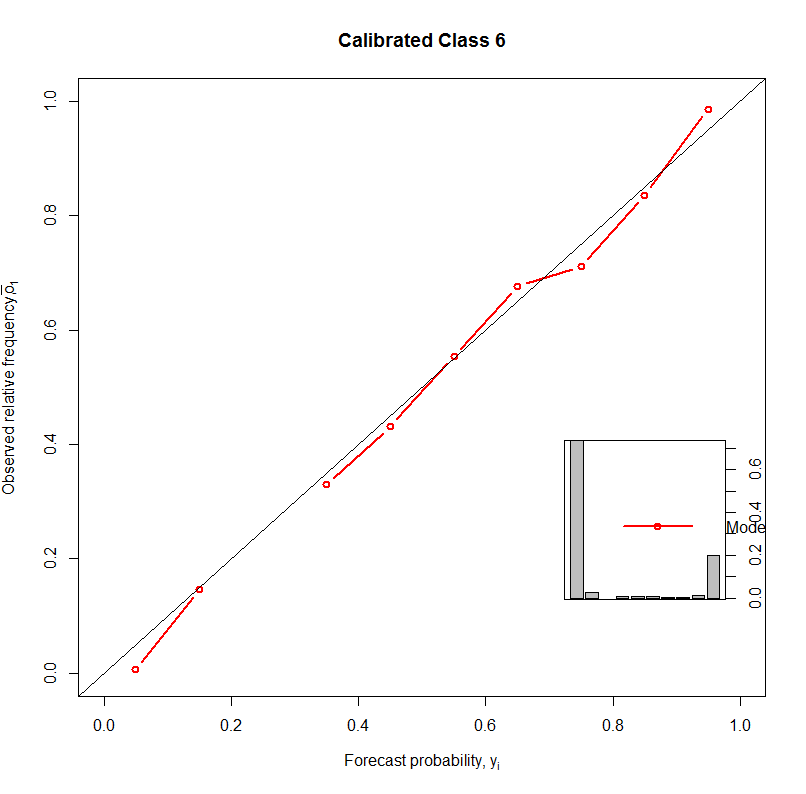 Calibrated Class 6
1.0
0.8
0.6
0.4
0.2
0.0
Observed relative frequency o̅1
0.6
0.4
0.2
0.0
Mode
0.0 0.2 0.4 0.6 0.8 1.0
Forecast probability, yi